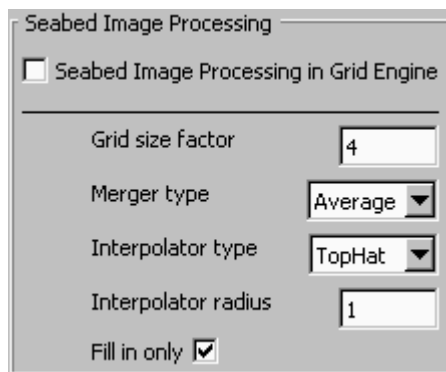 Seabed Image Processing
Seabed Image Processing in Grid Engine
Grid size factor 4
Merger type Average
Interpolator type TopHat
Interpolator radius 1
Fill in only